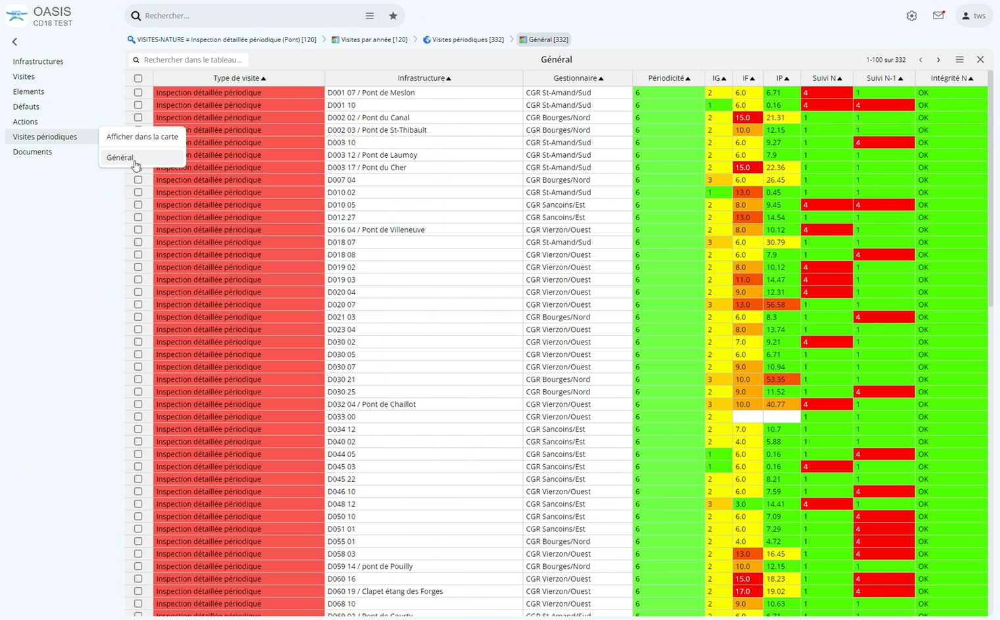 OASIS
CD18 TEST
Rechercher...
tws
VISITES-NATURE = Inspection détaillée périodique (Pont) [120]
Visites par année [120]
Visites périodiques [332]
Général [332]
Infrastructures
Visites
Elements
Défauts
Actions
Visites périodiques
Documents
Afficher dans la carte
Général
Rechercher dans le tableau...
Général
1-100 sur 332
Type de visite Infrastructure Gestionnaire Périodicité IG IF IP Suivi N Suivi N-1 Intégrité N
Inspection détaillée périodique D001 07 / Pont de Meslon CGR St-Amand/Sud 6 2 6.0 6.71 4 1 OK
Inspection détaillée périodique D001 10 CGR St-Amand/Sud 6 1 6.0 0.16 4 4 OK
Inspection détaillée périodique D002 02 / Pont du Canal CGR Bourges/Nord 6 2 15.0 21.31 1 1 OK
on détaillée périodique D002 03 / Pont de St-Thibault CGR Bourges/Nord 6 2 10.0 12.15 1 1 OK
on détaillée périodique D003 10 CGR St-Amand/Sud 6 2 6.0 9.27 1 4 OK
on détaillée périodique D003 12 / Pont de Laumoy CGR St-Amand/Sud 6 2 6.0 7.9 1 1 OK
Inspection détaillée périodique D003 17 / Pont du Cher CGR St-Amand/Sud 6 2 15.0 22.36 1 1 OK
Inspection détaillée périodique D007 04 CGR Bourges/Nord 6 3 6.0 26.45 1 1 OK
Inspection détaillée périodique D010 02 CGR St-Amand/Sud 6 1 13.0 0.45 1 1 OK
Inspection détaillée périodique D010 05 CGR Sancoins/Est 6 2 8.0 9.45 4 4 OK
Inspection détaillée périodique D012 27 CGR Sancoins/Est 6 2 13.0 14.54 1 1 OK
Inspection détaillée périodique D016 04 / Pont de Villeneuve CGR Vierzon/Ouest 6 2 8.0 10.12 4 1 OK
Inspection détaillée périodique D018 07 CGR St-Amand/Sud 6 3 6.0 30.79 1 1 OK
Inspection détaillée périodique D018 08 CGR Vierzon/Ouest 6 2 6.0 7.9 1 4 OK
Inspection détaillée périodique D019 02 CGR Vierzon/Ouest 6 2 8.0 10.12 4 1 OK
Inspection détaillée périodique D019 03 CGR Vierzon/Ouest 6 2 11.0 14.47 4 1 OK
Inspection détaillée périodique D020 04 CGR Vierzon/Ouest 6 2 9.0 12.31 4 1 OK
Inspection détaillée périodique D020 07 CGR Vierzon/Ouest 6 3 13.0 56.58 1 1 OK
Inspection détaillée périodique D021 03 CGR Bourges/Nord 6 2 6.0 8.3 1 4 OK
Inspection détaillée périodique D023 04 CGR Vierzon/Ouest 6 2 8.0 13.74 1 1 OK
Inspection détaillée périodique D030 02 CGR Vierzon/Ouest 6 2 7.0 9.21 4 1 OK
Inspection détaillée périodique D030 05 CGR Vierzon/Ouest 6 2 6.0 6.71 1 1 OK
Inspection détaillée périodique D030 07 CGR Vierzon/Ouest 6 2 9.0 10.94 1 1 OK
Inspection détaillée périodique D030 21 CGR Bourges/Nord 6 3 10.0 53.35 1 1 OK
Inspection détaillée périodique D030 25 CGR Bourges/Nord 6 2 9.0 11.52 1 4 OK
Inspection détaillée périodique D032 04 / Pont de Chaillot CGR Vierzon/Ouest 6 3 10.0 40.77 4 1 OK
Inspection détaillée périodique D033 00 CGR Vierzon/Ouest 6 2 1 1 OK
Inspection détaillée périodique D034 12 CGR Sancoins/Est 6 2 7.0 10.7 1 1 OK
Inspection détaillée périodique D040 02 CGR Sancoins/Est 6 2 4.0 5.88 1 1 OK
Inspection détaillée périodique D044 05 CGR Sancoins/Est 6 1 6.0 0.16 1 4 OK
Inspection détaillée périodique D045 03 CGR Sancoins/Est 6 1 6.0 0.16 4 1 OK
Inspection détaillée périodique D045 22 CGR Sancoins/Est 6 2 6.0 8.21 1 1 OK
Inspection détaillée périodique D046 10 CGR Vierzon/Ouest 6 2 6.0 7.59 1 4 OK
Inspection détaillée périodique D048 12 CGR Sancoins/Est 6 3 3.0 14.41 4 1 OK
Inspection détaillée périodique D050 10 CGR Sancoins/Est 6 2 6.0 7.09 1 4 OK
Inspection détaillée périodique D051 01 CGR Sancoins/Est 6 2 6.0 7.29 1 4 OK
Inspection détaillée périodique D055 01 CGR Bourges/Nord 6 2 4.0 4.72 1 4 OK
Inspection détaillée périodique D058 03 CGR Vierzon/Ouest 6 2 13.0 16.45 1 4 OK
Inspection détaillée périodique D059 14 / pont de Pouilly CGR Bourges/Nord 6 2 10.0 12.15 1 1 OK
Inspection détaillée périodique D060 16 CGR Vierzon/Ouest 6 2 15.0 18.23 1 4 OK
Inspection détaillée périodique D060 19 / Clapet étang des Forges CGR Vierzon/Ouest 6 2 17.0 19.02 1 4 OK
Inspection détaillée périodique D068 10 CGR Vierzon/Ouest 6 2 9.0 10.63 1 1 OK
Inspection détaillée périodique D069 02 / Pont de Courty CGR St-Amand/Sud 6 2 6.0 6.71 1 1 OK